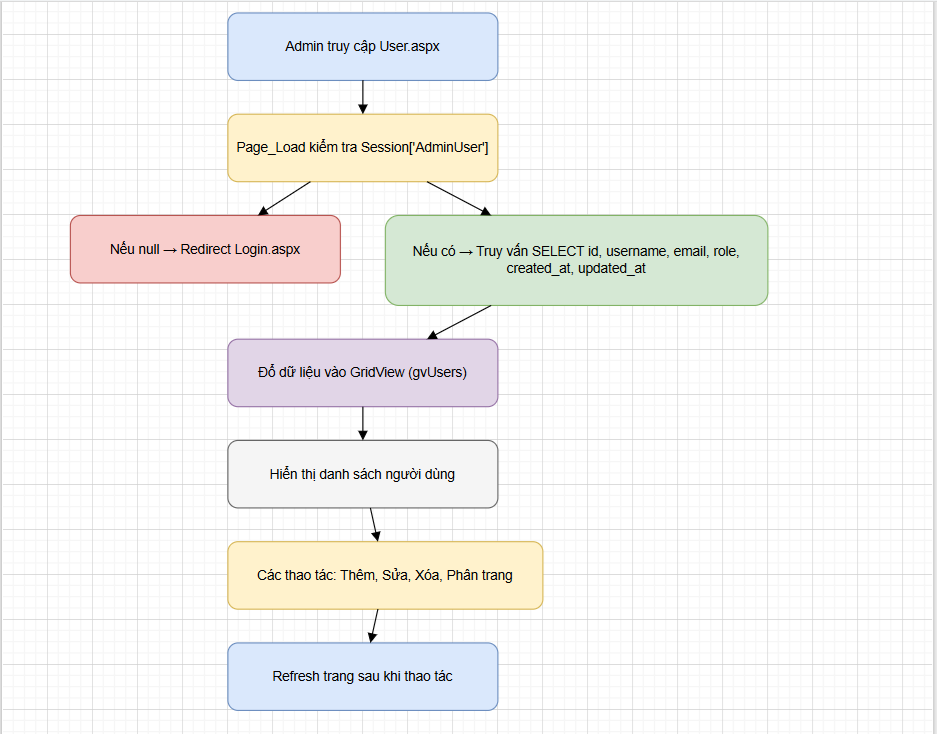 Admin truy cập User.aspx
Page_Load kiểm tra Session['AdminUser']
Nếu null → Redirect Login.aspx
Nếu có → Truy vấn SELECT id, username, email, role,
created_at, updated_at
Đổ dữ liệu vào GridView (gvUsers)
Hiển thị danh sách người dùng
Các thao tác: Thêm, Sửa, Xóa, Phân trang
Refresh trang sau khi thao tác